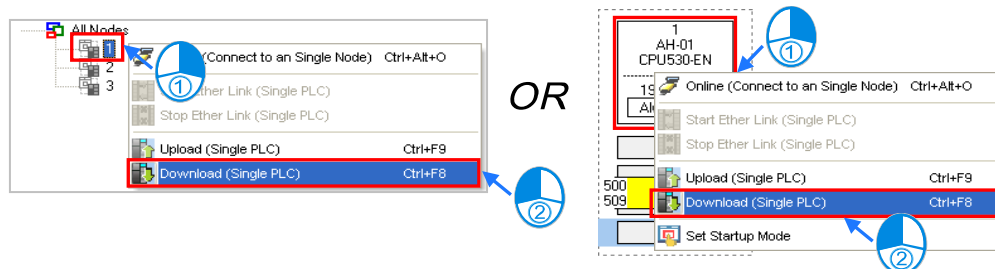 All Nodes
1
2
3
(Connect to an Single Node) Ctrl+Alt+O
ther Link (Single PLC)
Stop Ether Link (Single PLC)
Upload (Single PLC) Ctrl+F9
Download (Single PLC) Ctrl+F8
1
2
OR
1
AH-01
CPU530-EN
19
Al
500
509
Online (Connect to an Single Node) Ctrl+Alt+O
Start Ether Link (Single PLC)
Stop Ether Link (Single PLC)
Upload (Single PLC) Ctrl+F9
Download (Single PLC) Ctrl+F8
Set Startup Mode
1
2